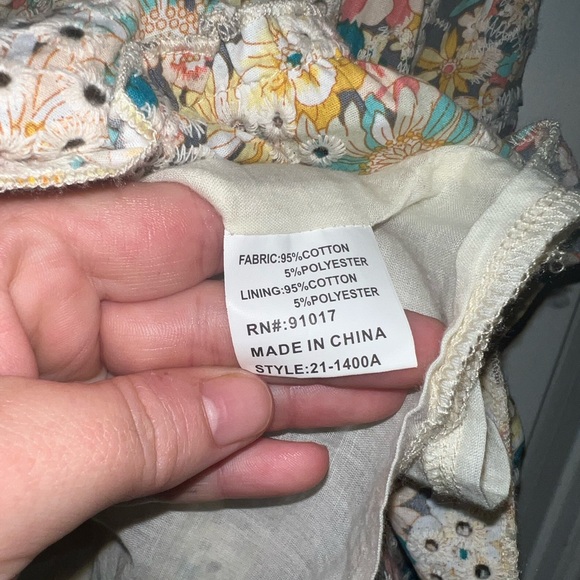 FABRIC:95%COTTON
5%POLYESTER
LINING:95%COTTON
5%POLYESTER
RN#:91017
MADE IN CHINA
STYLE:21-1400A